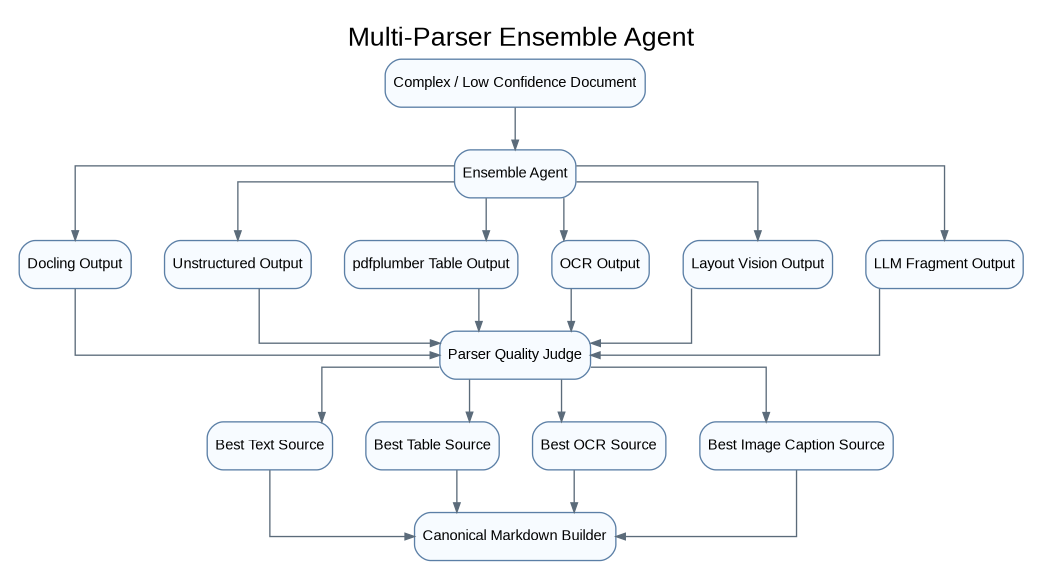 Multi-Parser Ensemble Agent
Complex / Low Confidence Document
Ensemble Agent
Docling Output
Unstructured Output
pdfplumber Table Output
OCR Output
Layout Vision Output
LLM Fragment Output
Parser Quality Judge
Best Text Source
Best Table Source
Best OCR Source
Best Image Caption Source
Canonical Markdown Builder